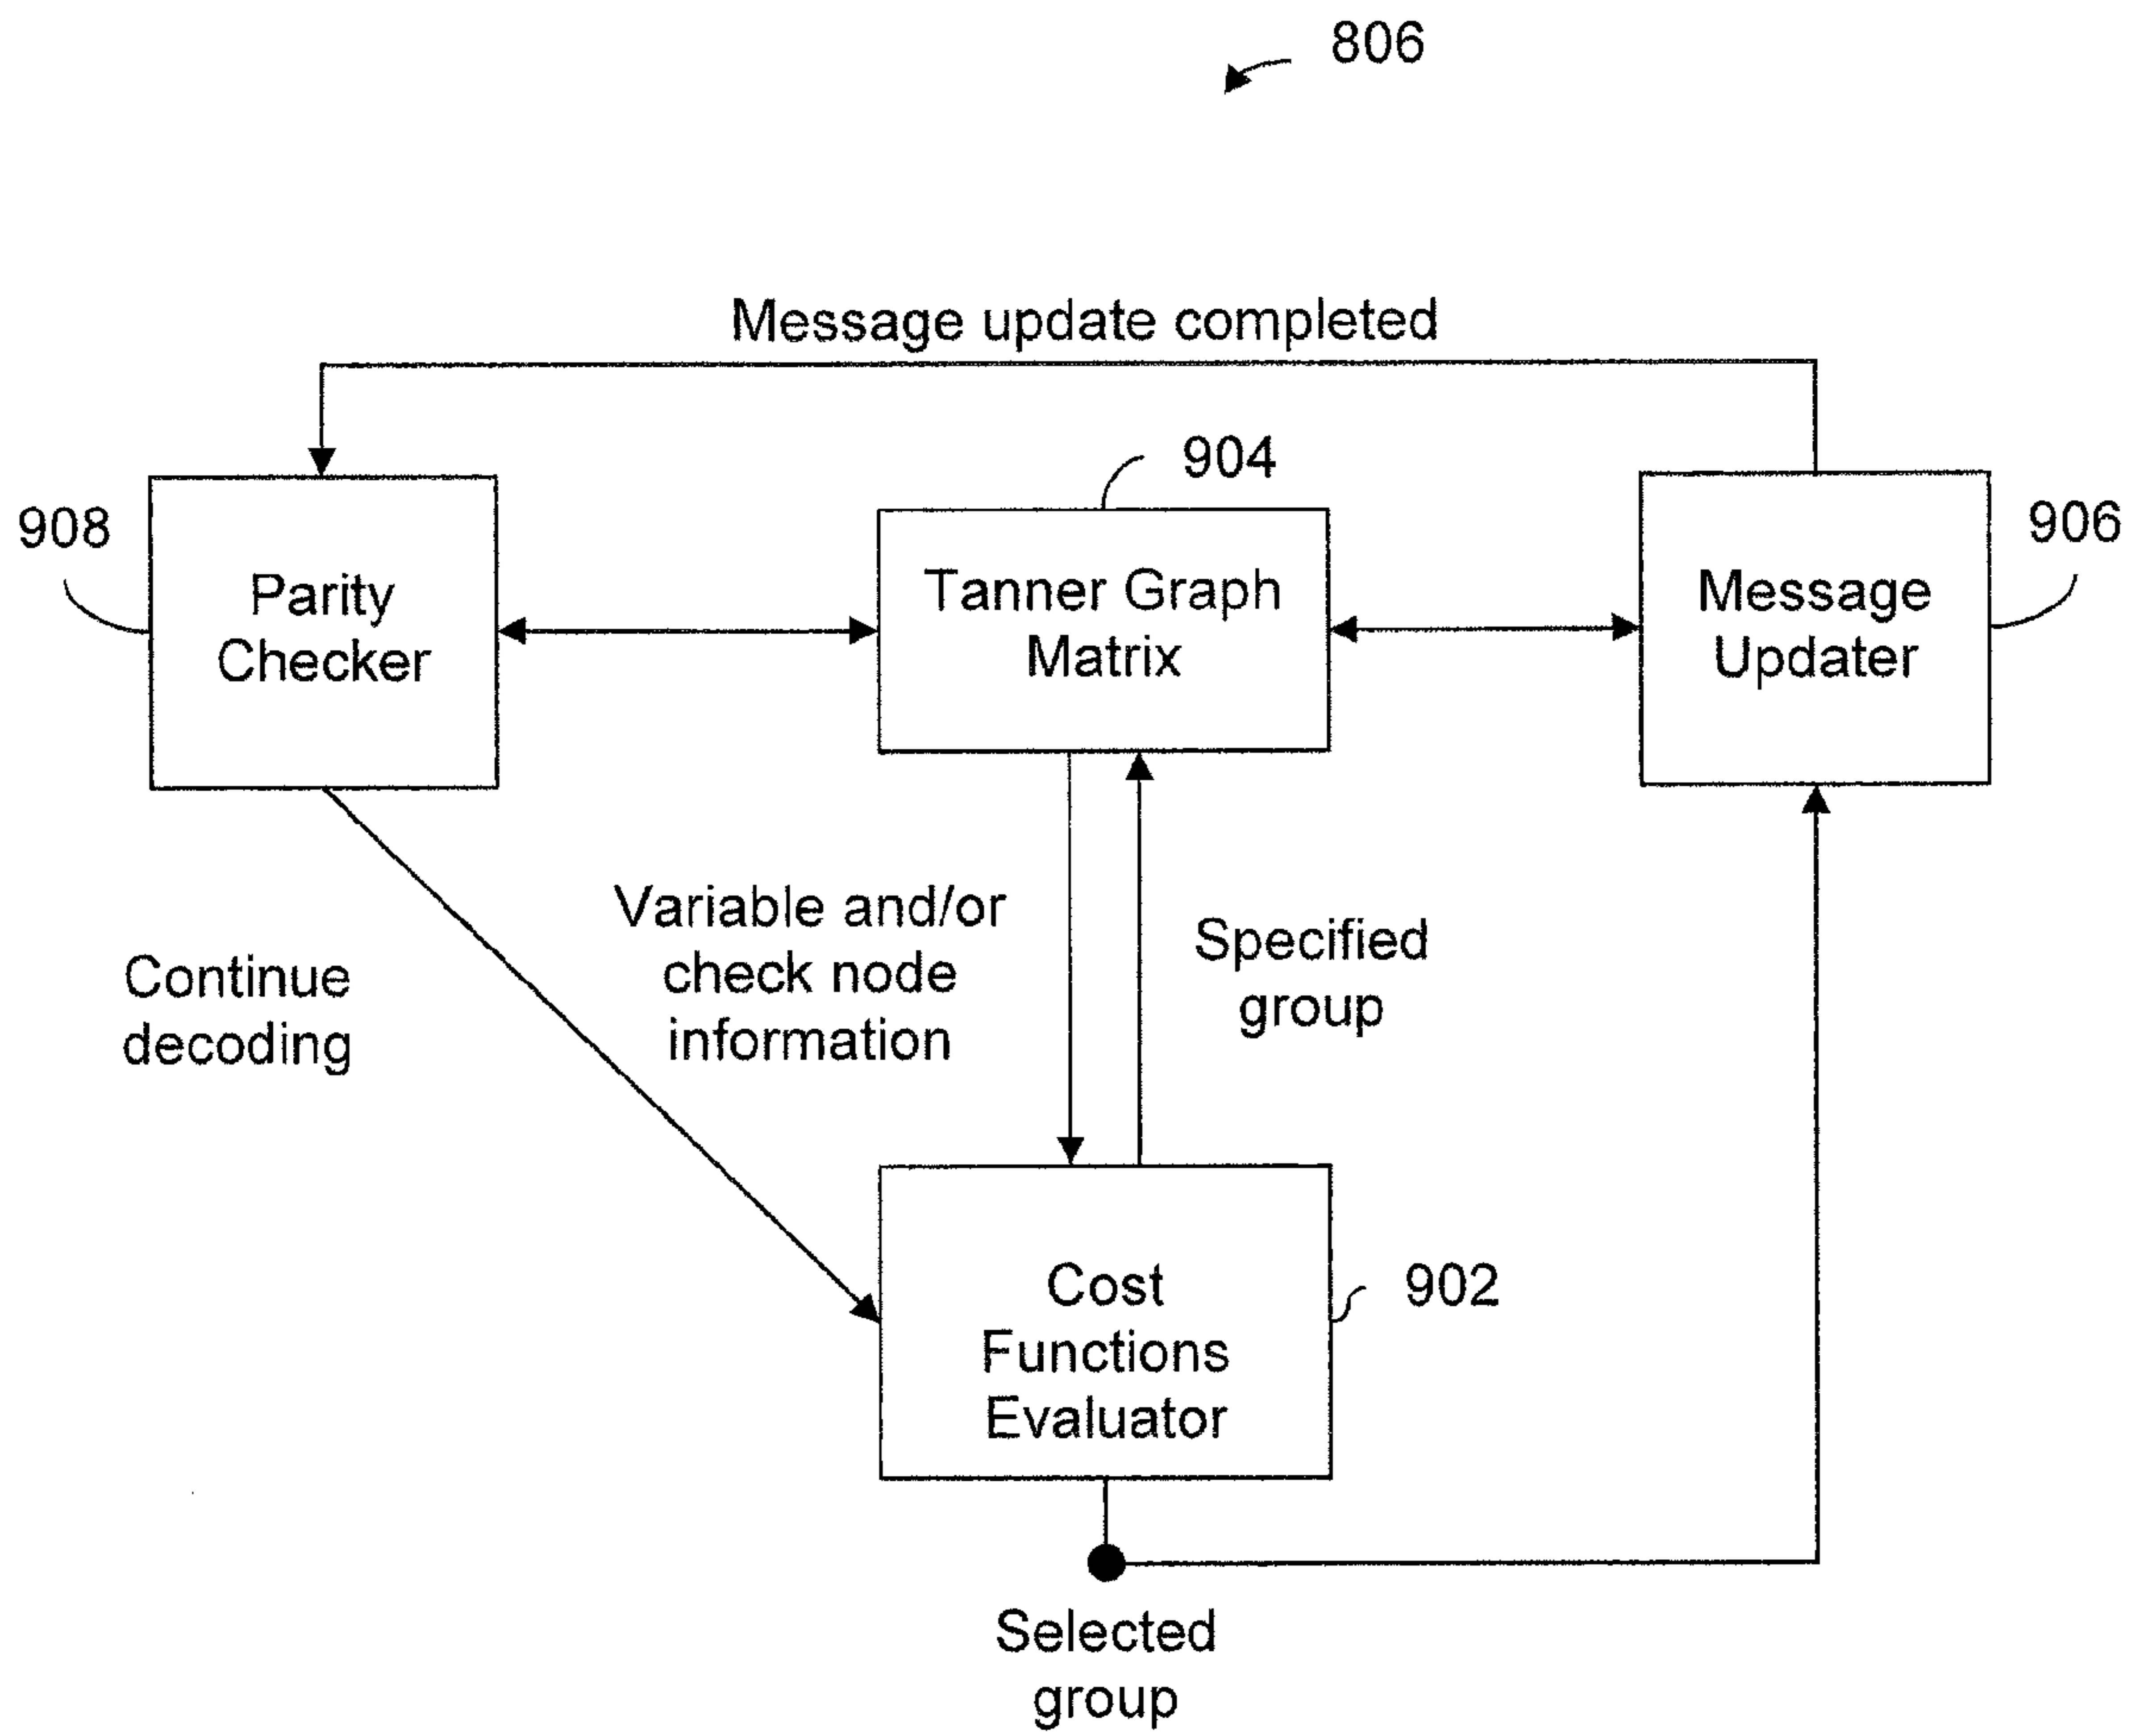 806
Message update completed
904
908
906
Parity
Checker
Tanner Graph
Matrix
Message
Updater
Variable and/or
check node
information
Specified
group
Continue
decoding
Cost
Functions
Evaluator
902
Selected
group